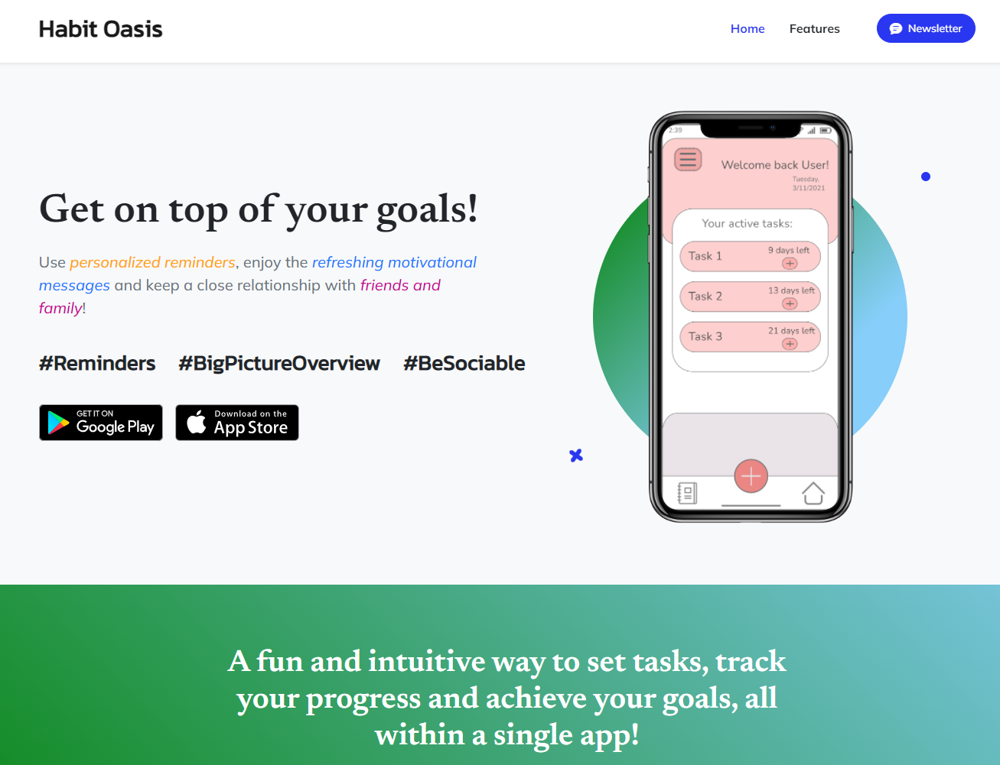 Habit Oasis
Home
Features
Newsletter
Get on top of your goals!
Use personalized reminders, enjoy the refreshing motivational
messages and keep a close relationship with friends and
family!
#Reminders #BigPictureOverview #BeSociable
GET IT ON
Google Play
Download on the
App Store
2:39
Welcome back User!
Tuesday,
3/11/2021
Your active tasks:
Task 1
9 days left
Task 2
13 days left
Task 3
21 days left
A fun and intuitive way to set tasks, track
your progress and achieve your goals, all
within a single app!